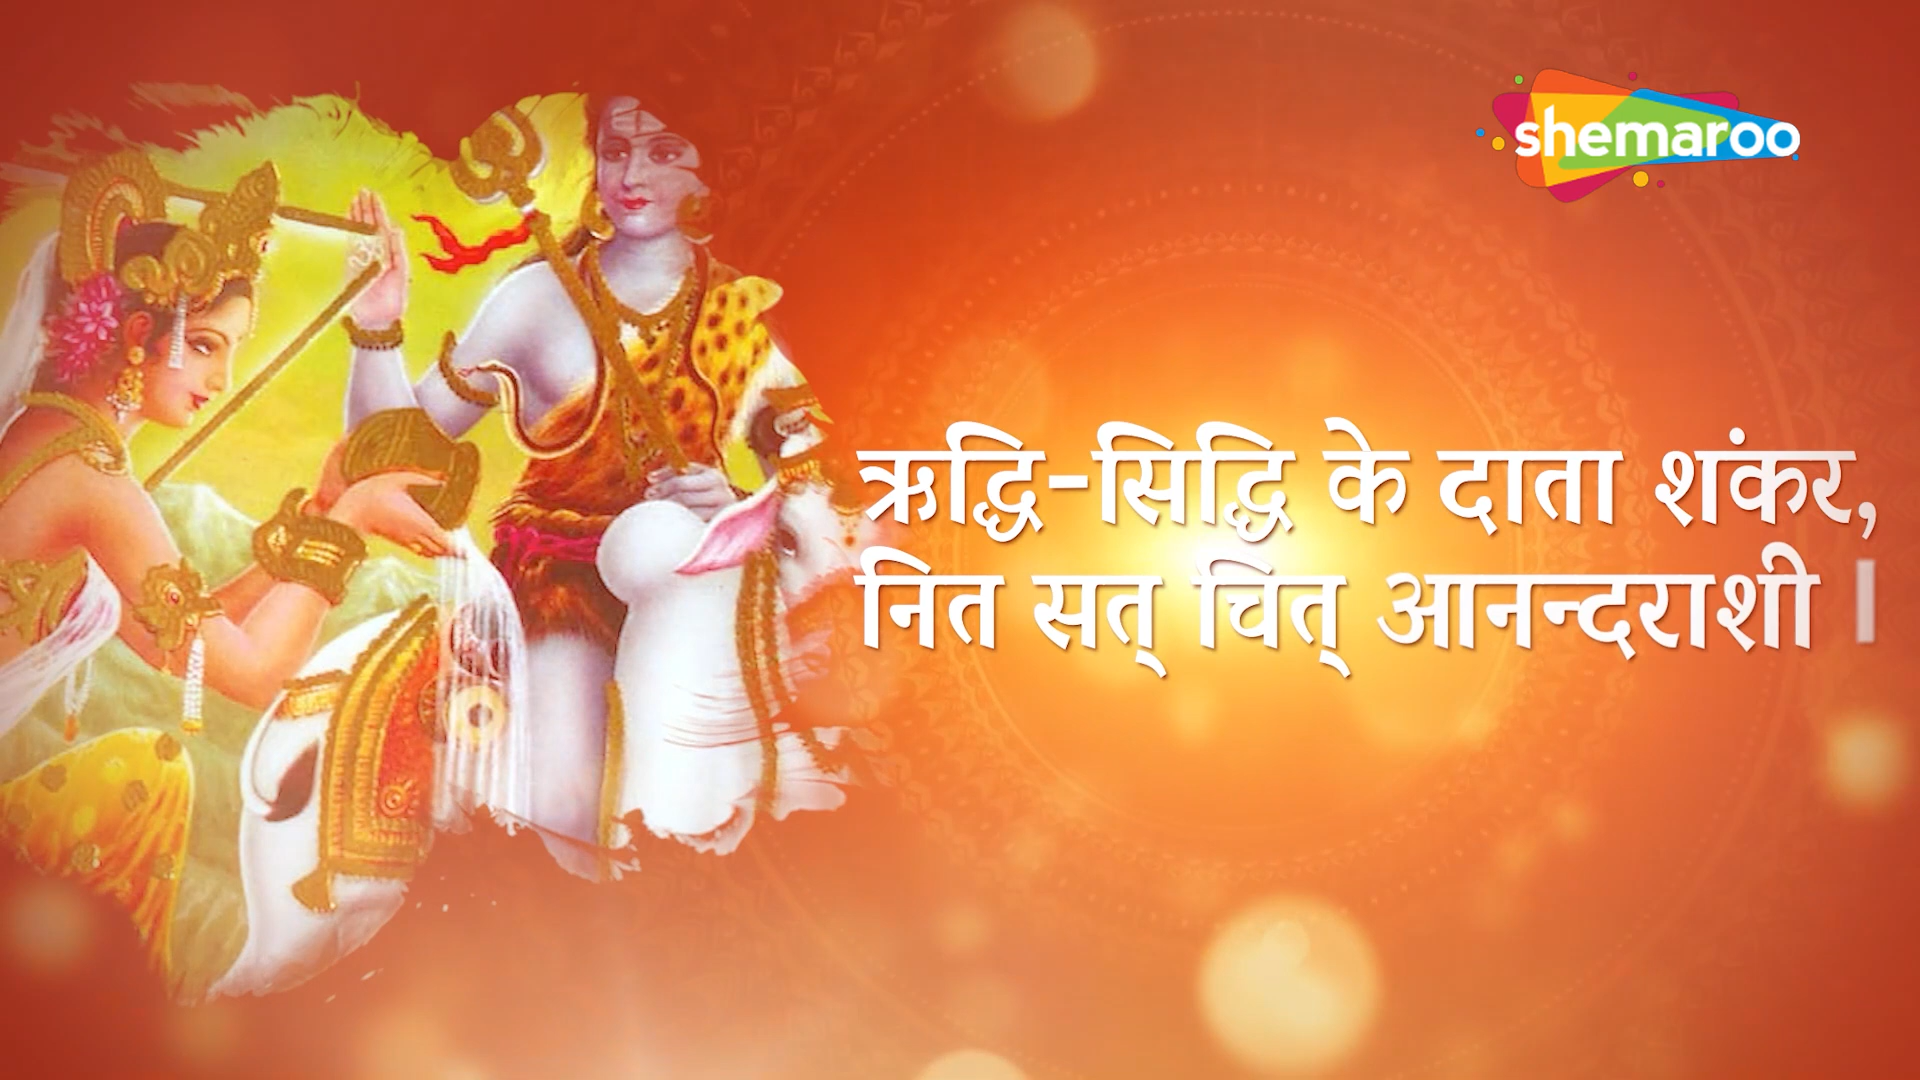 shemaroo
ऋद्धि-सिद्धि के दाता शंकर,
नित सत् चित् आनन्दराशी ।